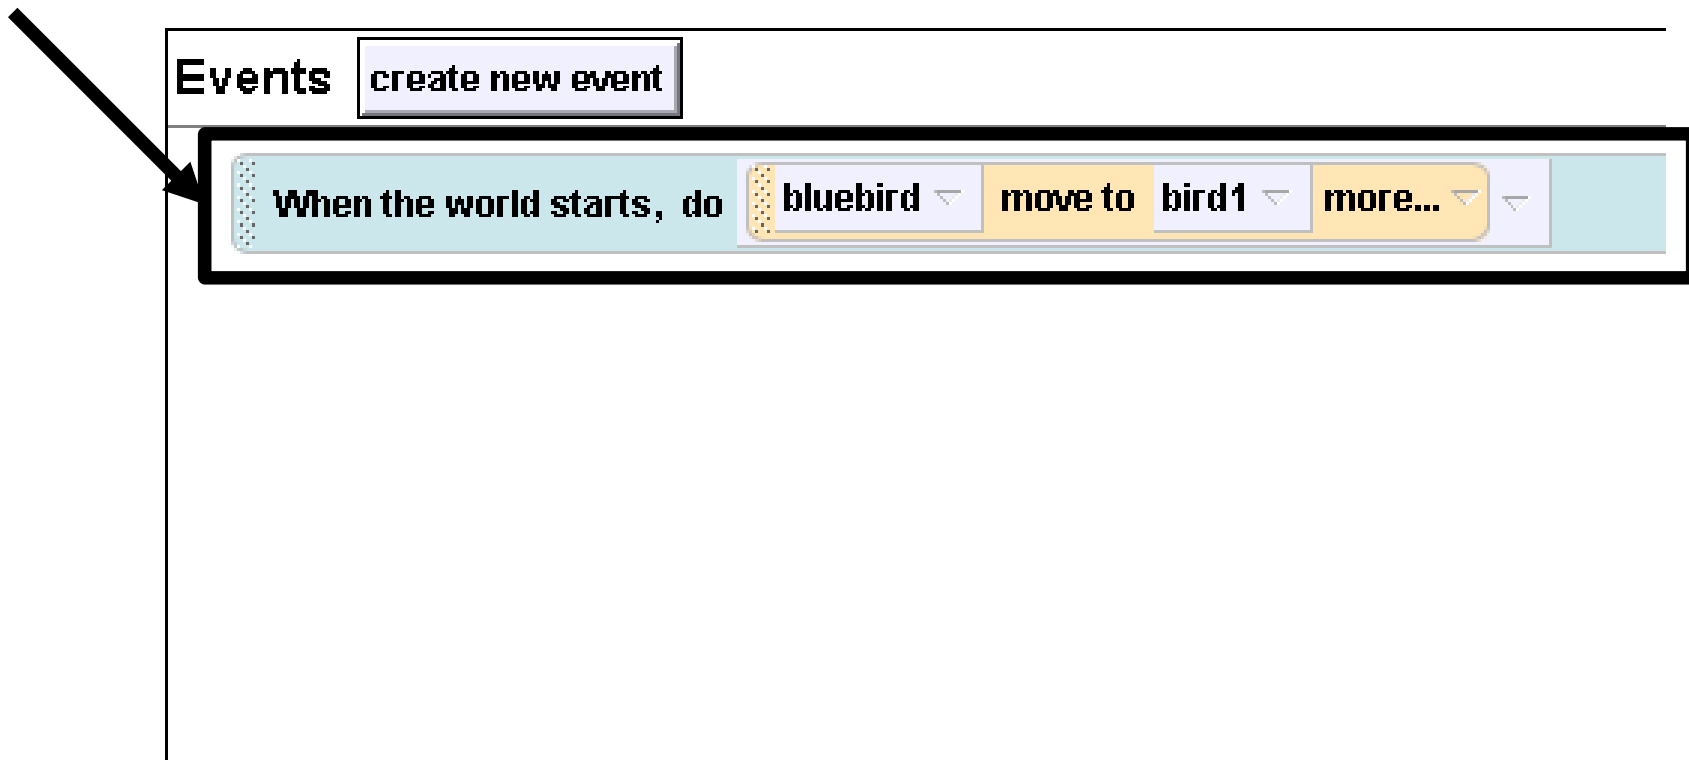 Events create new event
When the world starts, do bluebird move to bird1 more...